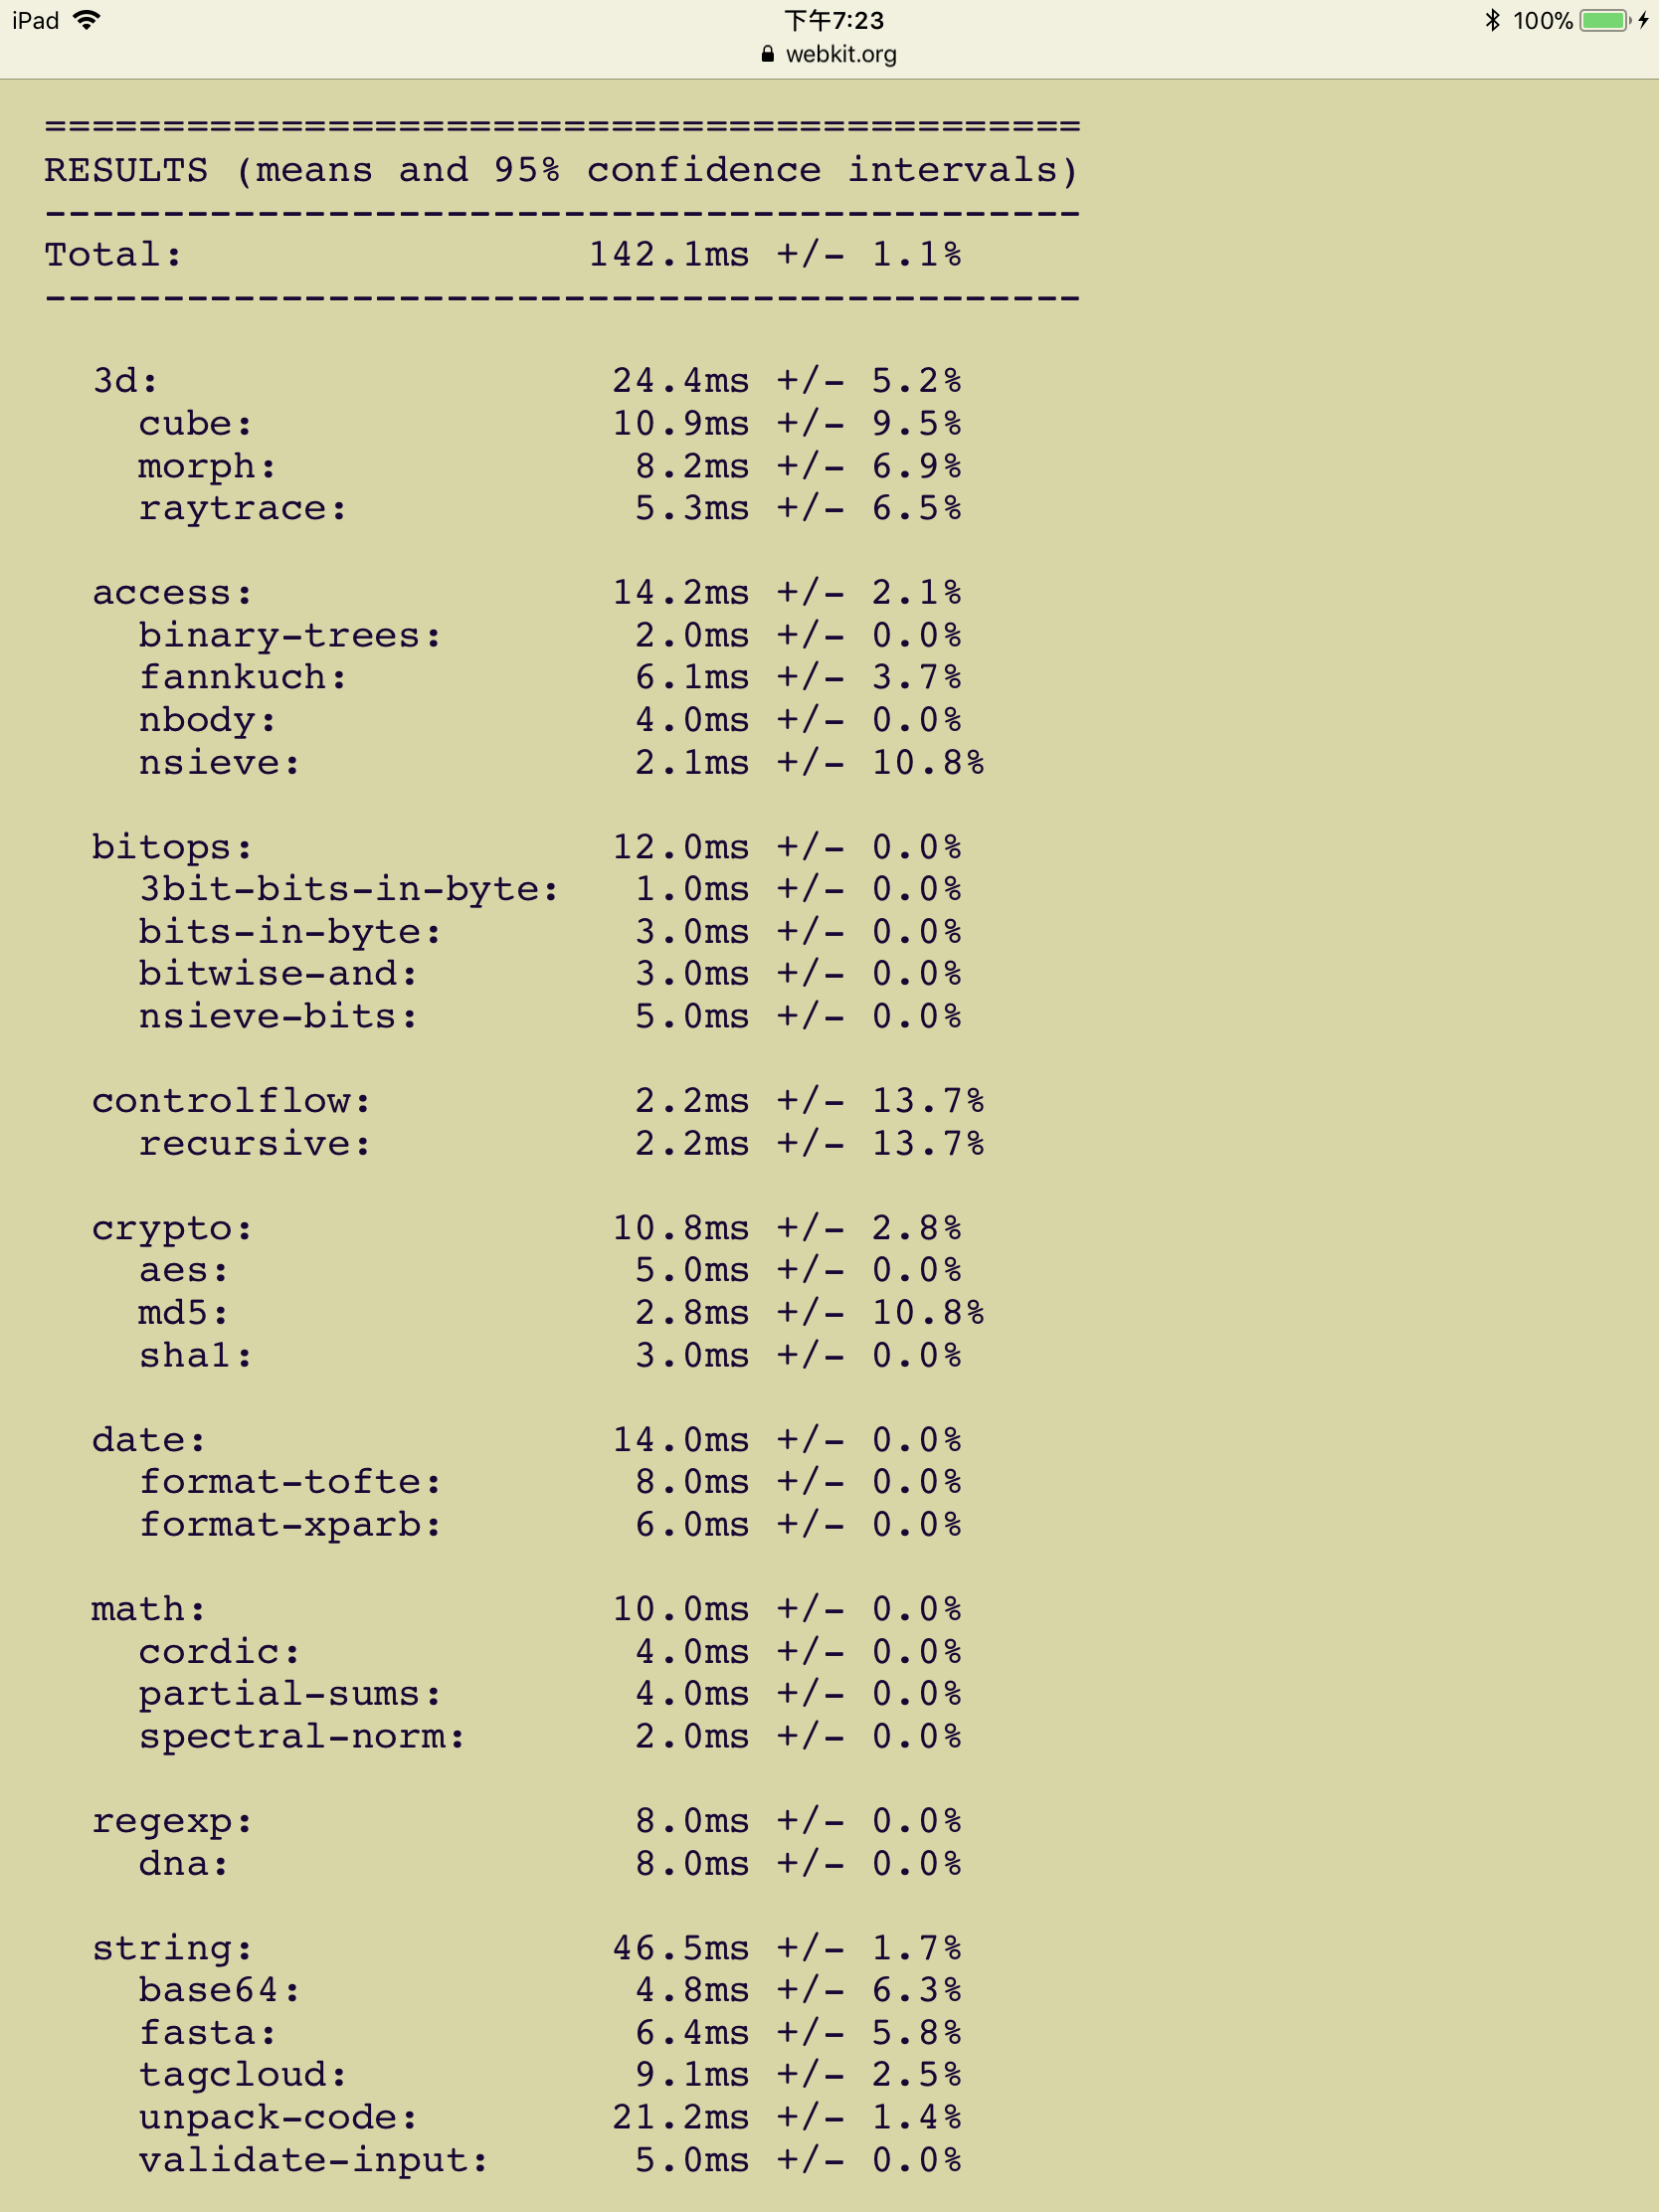 iPad 下午7:23 100%
webkit.org
============================================
RESULTS (means and 95% confidence intervals)
--------------------------------------------
Total:                 142.1ms +/- 1.1%
--------------------------------------------

  3d:                   24.4ms +/- 5.2%
    cube:               10.9ms +/- 9.5%
    morph:               8.2ms +/- 6.9%
    raytrace:            5.3ms +/- 6.5%

  access:               14.2ms +/- 2.1%
    binary-trees:        2.0ms +/- 0.0%
    fannkuch:            6.1ms +/- 3.7%
    nbody:               4.0ms +/- 0.0%
    nsieve:              2.1ms +/- 10.8%

  bitops:               12.0ms +/- 0.0%
    3bit-bits-in-byte:   1.0ms +/- 0.0%
    bits-in-byte:        3.0ms +/- 0.0%
    bitwise-and:         3.0ms +/- 0.0%
    nsieve-bits:         5.0ms +/- 0.0%

  controlflow:           2.2ms +/- 13.7%
    recursive:           2.2ms +/- 13.7%

  crypto:               10.8ms +/- 2.8%
    aes:                 5.0ms +/- 0.0%
    md5:                 2.8ms +/- 10.8%
    sha1:                3.0ms +/- 0.0%

  date:                 14.0ms +/- 0.0%
    format-tofte:        8.0ms +/- 0.0%
    format-xparb:        6.0ms +/- 0.0%

  math:                 10.0ms +/- 0.0%
    cordic:              4.0ms +/- 0.0%
    partial-sums:        4.0ms +/- 0.0%
    spectral-norm:       2.0ms +/- 0.0%

  regexp:                8.0ms +/- 0.0%
    dna:                 8.0ms +/- 0.0%

  string:               46.5ms +/- 1.7%
    base64:              4.8ms +/- 6.3%
    fasta:               6.4ms +/- 5.8%
    tagcloud:            9.1ms +/- 2.5%
    unpack-code:        21.2ms +/- 1.4%
    validate-input:      5.0ms +/- 0.0%